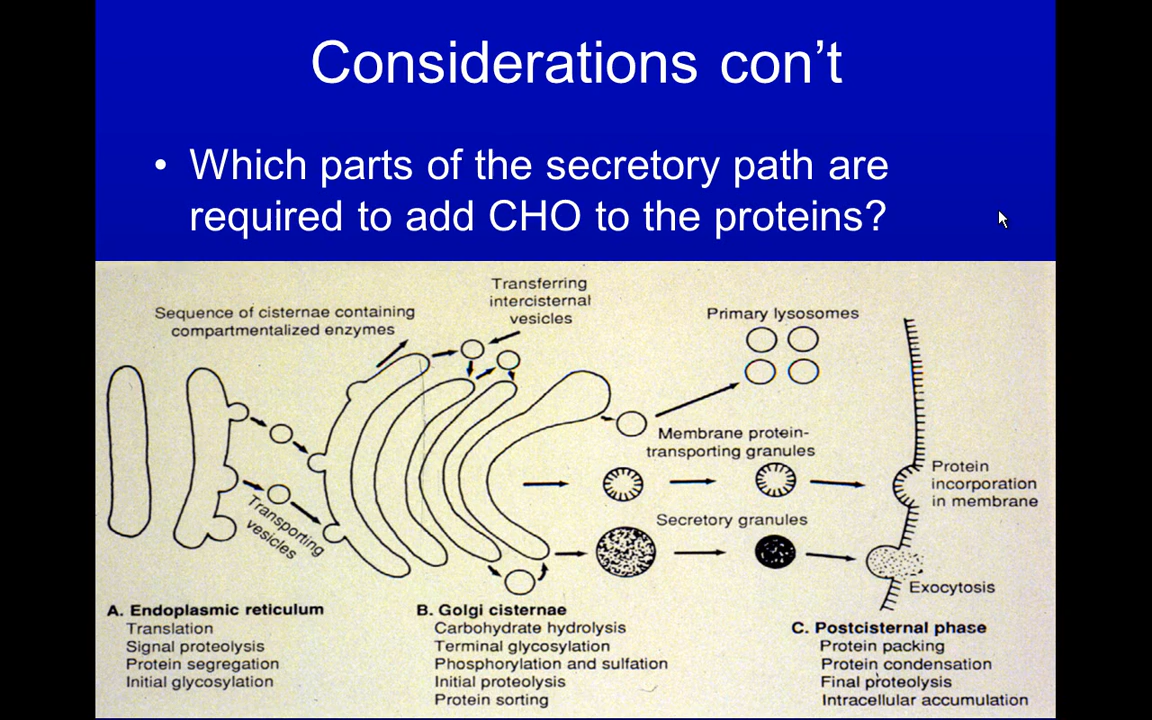 Considerations con’t
• Which parts of the secretory path are
required to add CHO to the proteins?
Sequence of cisternae containing
compartmentalized enzymes
Transferring
intercisternal
vesicles
Primary lysosomes
Membrane protein-
transporting granules
Protein
incorporation
in membrane
Transporting
vesicles
Secretory granules
Exocytosis
A. Endoplasmic reticulum
Translation
Signal proteolysis
Protein segregation
Initial glycosylation
B. Golgi cisternae
Carbohydrate hydrolysis
Terminal glycosylation
Phosphorylation and sulfation
Initial proteolysis
Protein sorting
C. Postcisternal phase
Protein packing
Protein condensation
Final proteolysis
Intracellular accumulation